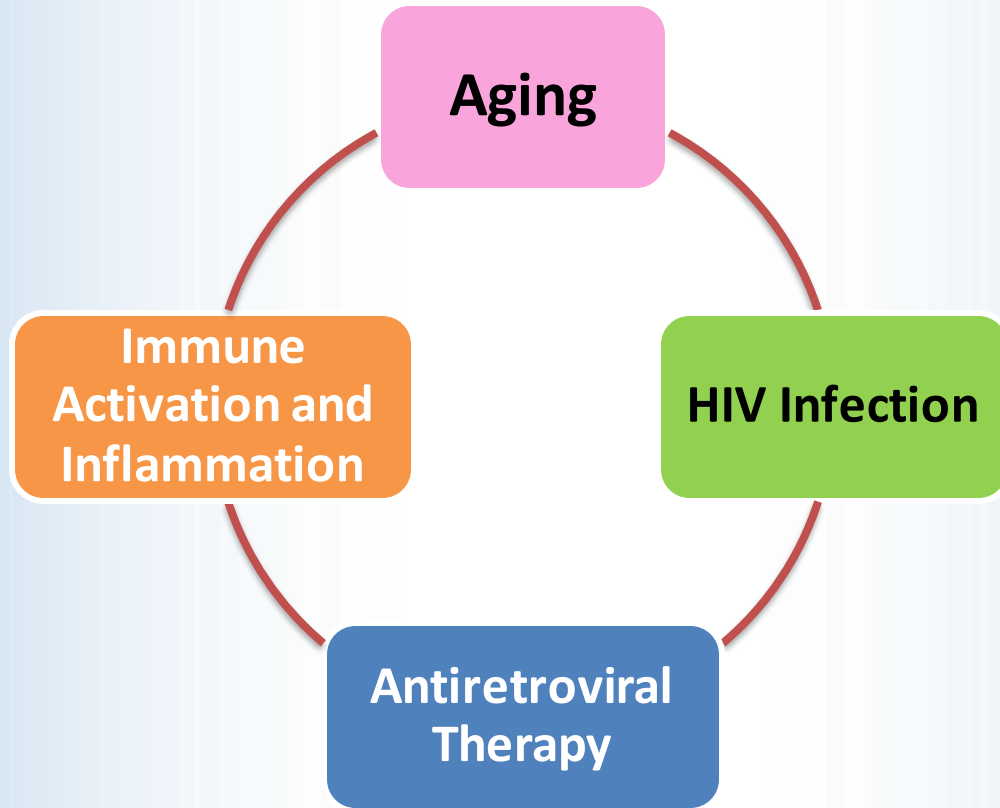 Aging
Immune
Activation and
Inflammation
HIV Infection
Antiretroviral
Therapy